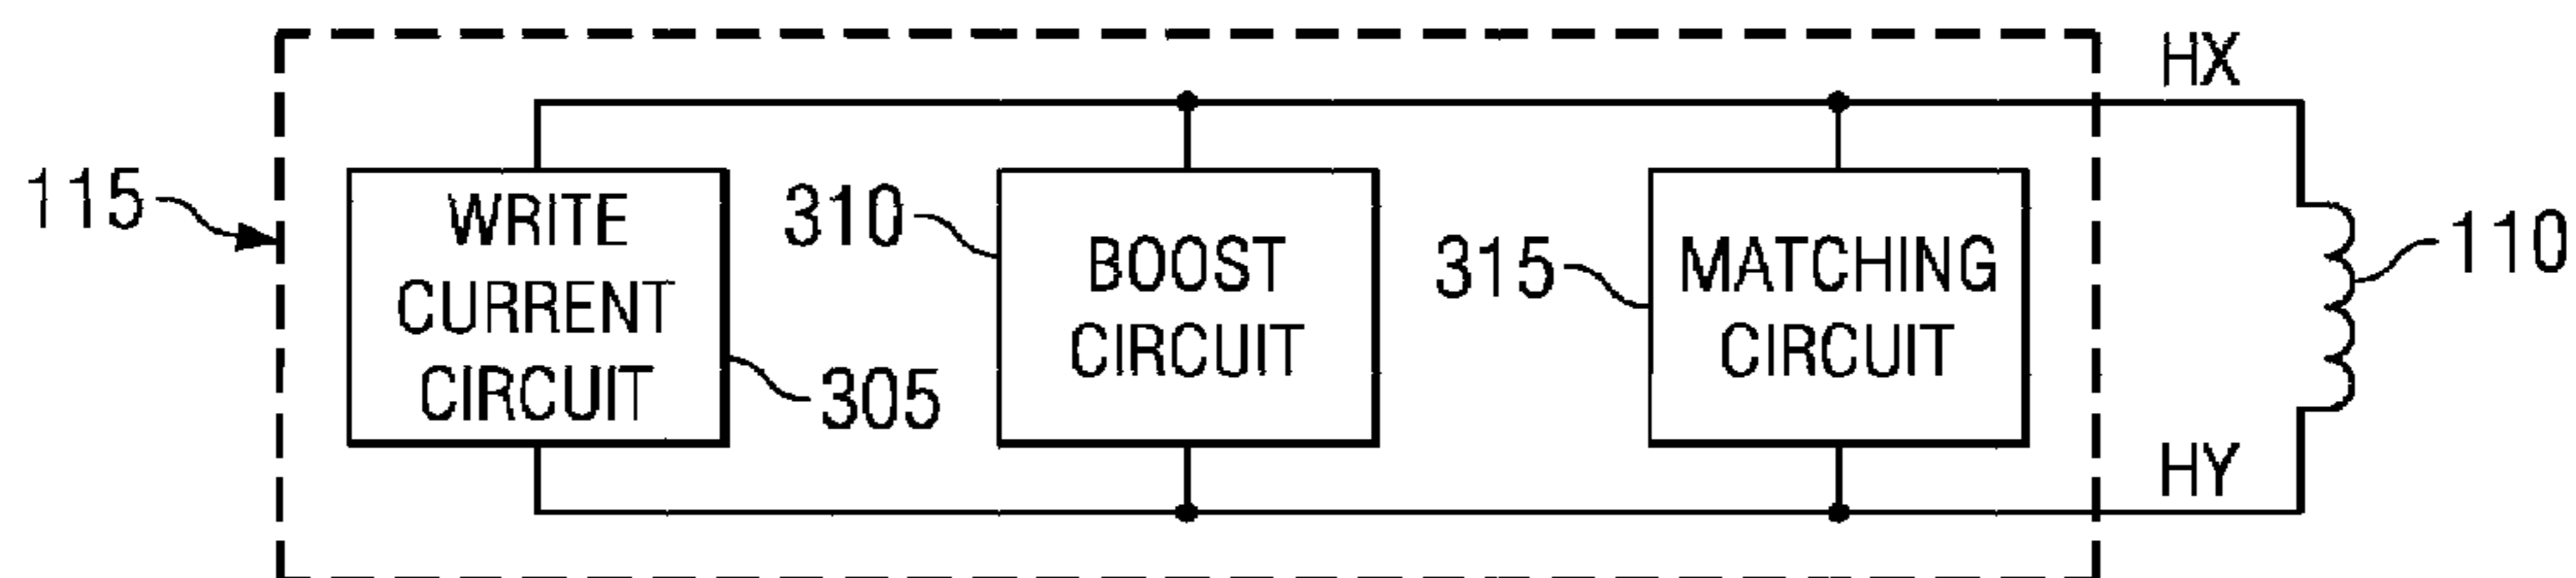 HX
115
WRITE
CURRENT
CIRCUIT
305
310
BOOST
CIRCUIT
315
MATCHING
CIRCUIT
110
HY